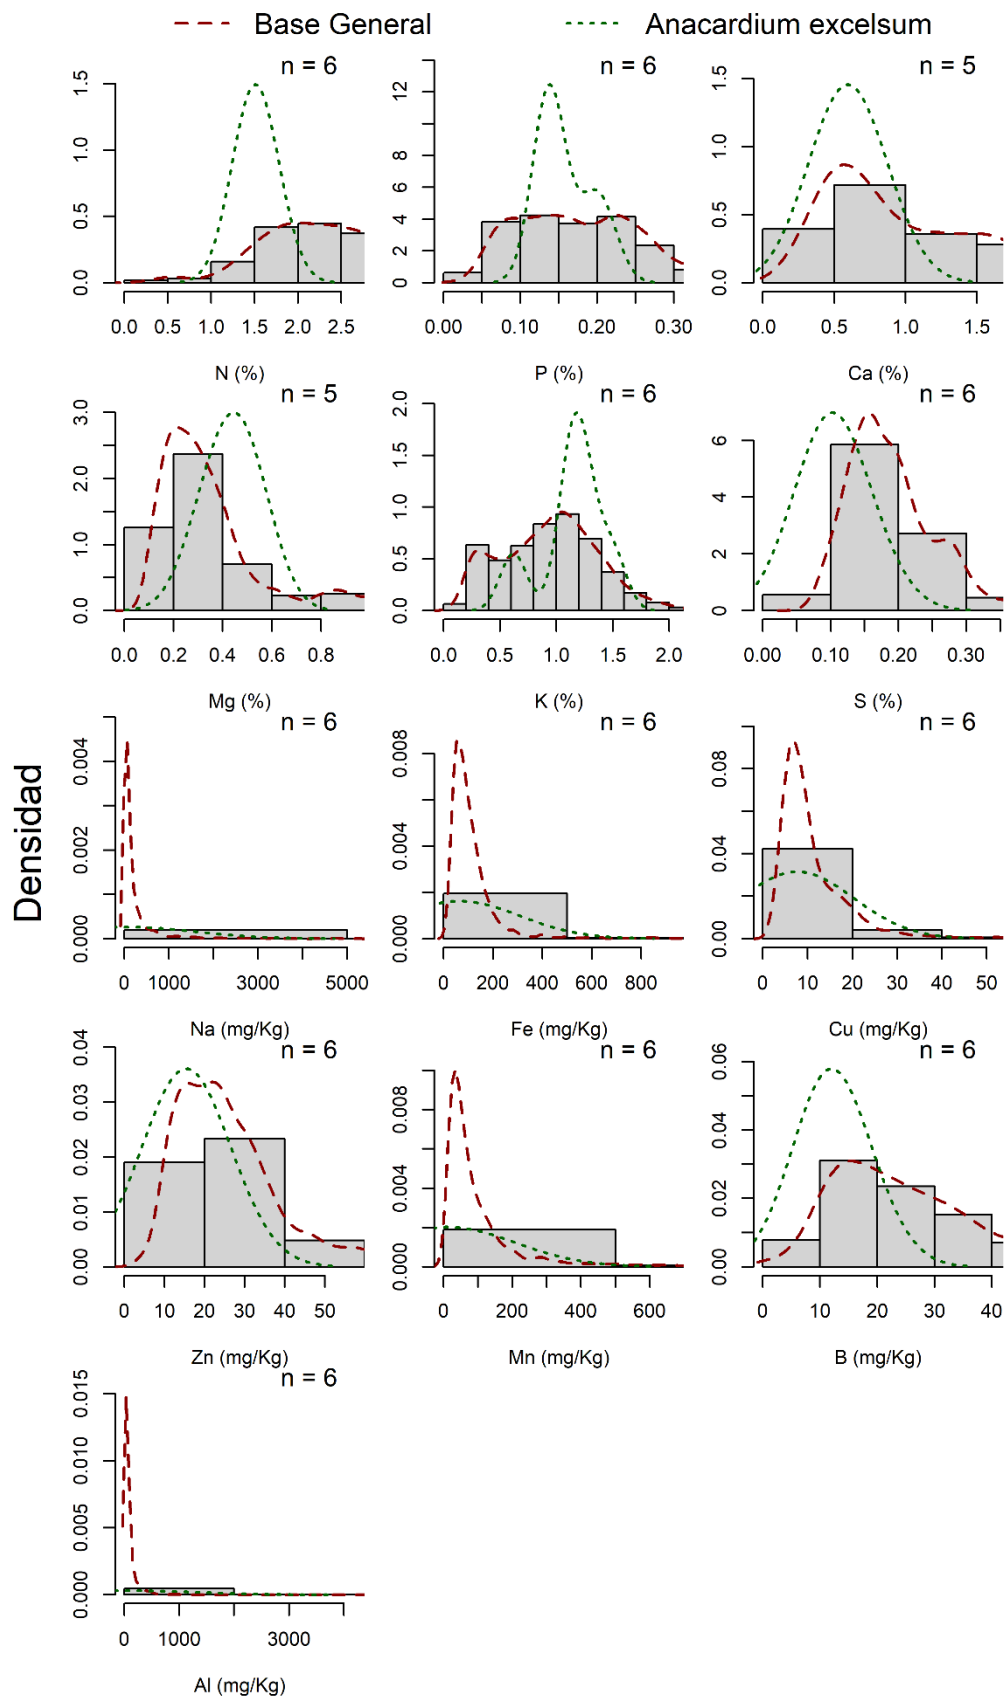 Base General
Anacardium excelsum
n = 6
n = 6
n = 5
0.0 0.5 1.0 1.5
0 2 4 6 8 12
0.0 0.5 1.0 1.5
0.0 0.5 1.0 1.5 2.0 2.5
0.00 0.10 0.20 0.30
0.0 0.5 1.0 1.5
N (%)
P (%)
Ca (%)
n = 5
n = 6
n = 6
0.0 1.0 2.0 3.0
0.0 0.5 1.0 1.5 2.0
0 2 4 6
0.0 0.2 0.4 0.6 0.8
0.0 1.0 2.0
0.00 0.10 0.20 0.30
Mg (%)
K (%)
S (%)
n = 6
n = 6
n = 6
Densidad
0.000 0.002 0.004
0.000 0.004 0.008
0.00 0.04 0.08
0 1000 3000 5000
0 200 400 600 800
0 10 20 30 40 50
Na (mg/Kg)
Fe (mg/Kg)
Cu (mg/Kg)
n = 6
n = 6
n = 6
0.00 0.01 0.02 0.03 0.04
0.000 0.004 0.008
0.00 0.02 0.04 0.06
0 10 20 30 40 50
0 200 400 600
0 10 20 30 40
Zn (mg/Kg)
Mn (mg/Kg)
B (mg/Kg)
n = 6
0.000 0.005 0.010 0.015
0 1000 3000
Al (mg/Kg)